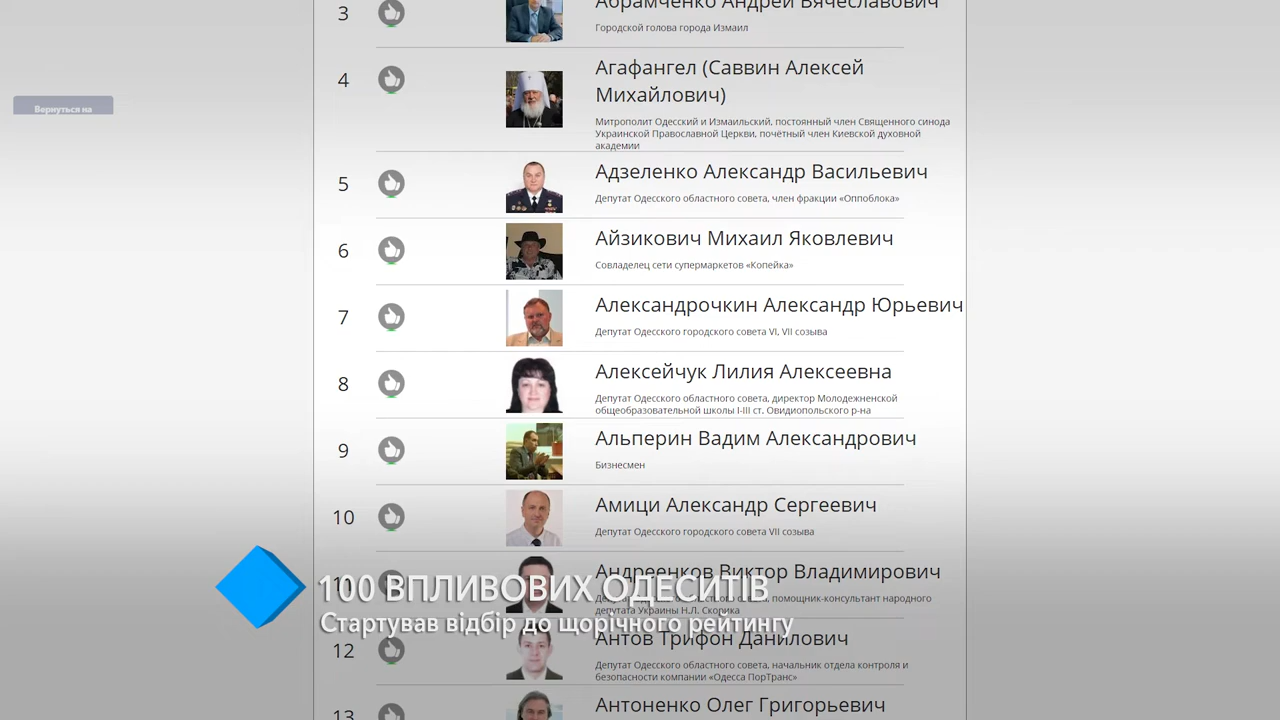 3
Абрамченко Андрей Вячеславович
Городской голова города Измаил
4
Агафангел (Саввин Алексей
Михайлович)
Митрополит Одесский и Измаильский, постоянный член Священного синода
Украинской Православной Церкви, почётный член Киевской духовной
академии
Вернуться на
5
Адзеленко Александр Васильевич
Депутат Одесского областного совета, член фракции «Оппоблока»
6
Айзикович Михаил Яковлевич
Совладелец сети супермаркетов «Копейка»
7
Александрочкин Александр Юрьевич
Депутат Одесского городского совета VI, VII созыва
8
Алексейчук Лилия Алексеевна
Депутат Одесского областного совета, директор Молодежненской
общеобразовательной школы I-III ст. Овидиопольского р-на
9
Альперин Вадим Александрович
Бизнесмен
10
Амици Александр Сергеевич
Депутат Одесского городского совета VII созыва
Андреенков Виктор Владимирович
помощник-консультант народного
депутата Украины Н.Л. Скорика
100 ВПЛИВОВИХ ОДЕСИТІВ
Стартував відбір до щорічного рейтингу
12
Антов Трифон Данилович
Депутат Одесского областного совета, начальник отдела контроля и
безопасности компании «Одесса ПорТранс»
13
Антоненко Олег Григорьевич